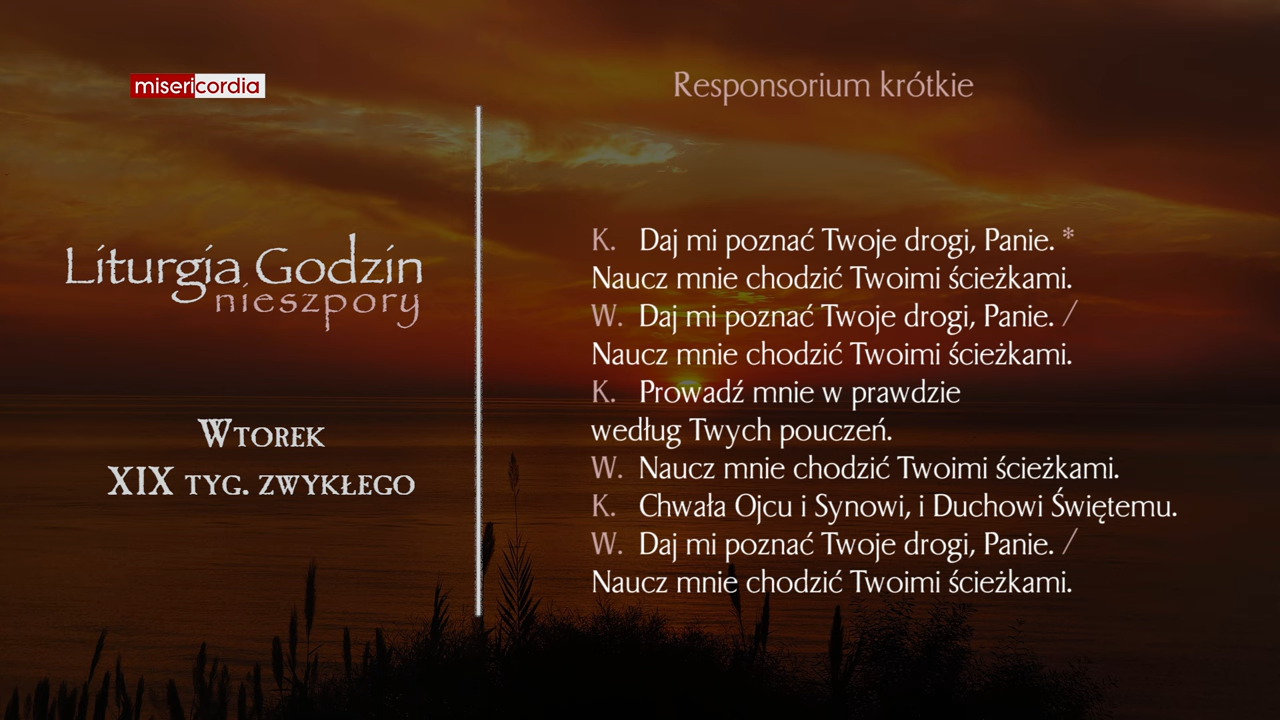 misericordia
Liturgia Godzin
nieszpory
Wtorek
XIX tyg. zwykłego
Responsorium krótkie
K. Daj mi poznać Twoje drogi, Panie. *
Naucz mnie chodzić Twoimi ścieżkami.
W. Daj mi poznać Twoje drogi, Panie. /
Naucz mnie chodzić Twoimi ścieżkami.
K. Prowadź mnie w prawdzie
według Twych pouczeń.
W. Naucz mnie chodzić Twoimi ścieżkami.
K. Chwała Ojcu i Synowi, i Duchowi Świętemu.
W. Daj mi poznać Twoje drogi, Panie. /
Naucz mnie chodzić Twoimi ścieżkami.